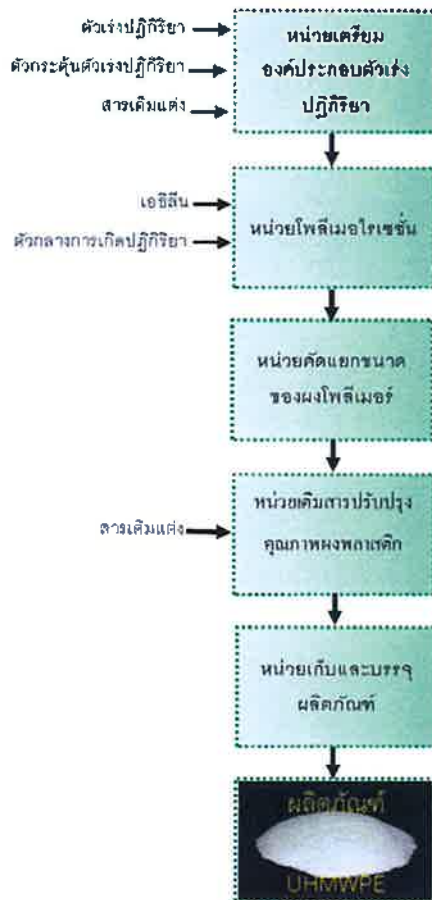 ตัวเร่งปฏิกิริยา
ตัวกระตุ้นตัวเร่งปฏิกิริยา
สารเติมแต่ง
หน่วยเตรียม
องค์ประกอบตัวเร่ง
ปฏิกิริยา
เอธิลีน
ตัวกลางการเกิดปฏิกิริยา
หน่วยโพลีเมอไรเซชั่น
หน่วยคัดแยกขนาด
ของผงโพลีเมอร์
สารเติมแต่ง
หน่วยเติมสารปรับปรุง
คุณภาพผงพลาสติก
หน่วยเก็บและบรรจุ
ผลิตภัณฑ์
ผลิตภัณฑ์
UHMWPE